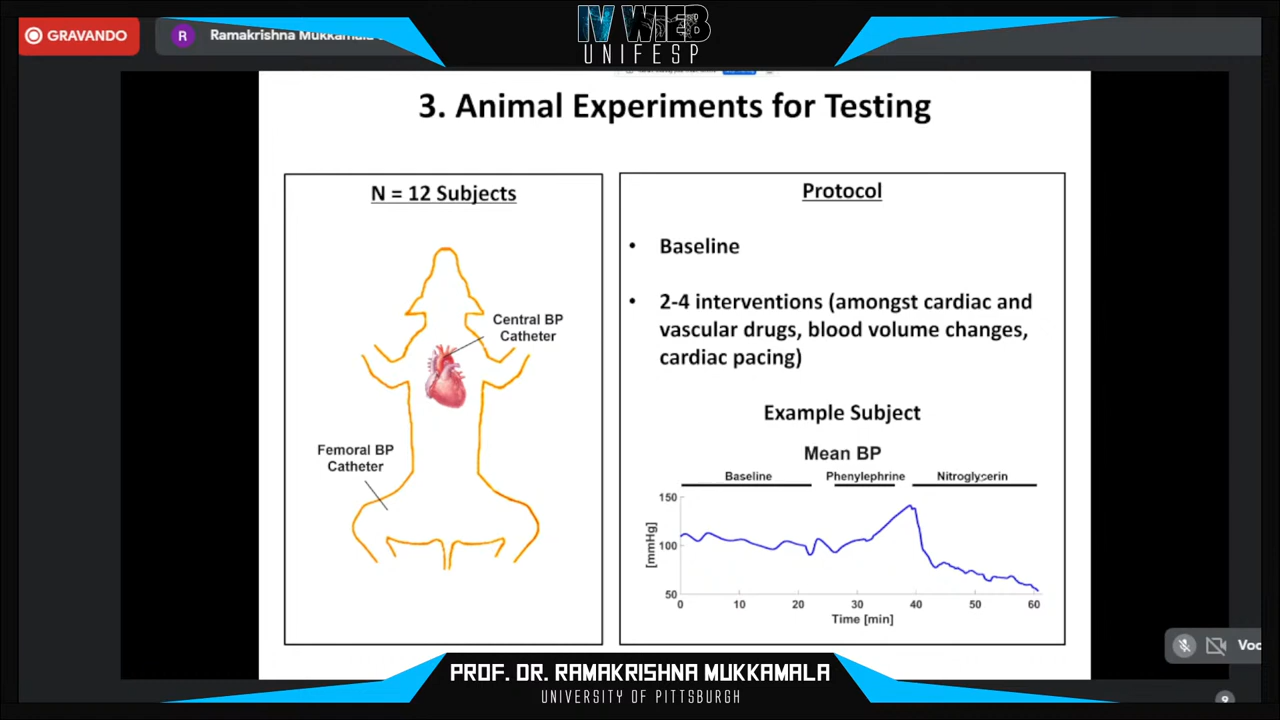 GRAVANDO
R
Ramakrishna Mukkamala
IV WEB
UNIFESP
3. Animal Experiments for Testing
N = 12 Subjects
Central BP
Catheter
Femoral BP
Catheter
Protocol
• Baseline
• 2-4 interventions (amongst cardiac and
vascular drugs, blood volume changes,
cardiac pacing)
Example Subject
Mean BP
Baseline Phenylephrine Nitroglyserin
150
100
50
[mmHg]
0 10 20 30 40 50 60
Time [min]
Voc
PROF. DR. RAMAKRISHNA MUKKAMALA
UNIVERSITY OF PITTSBURGH